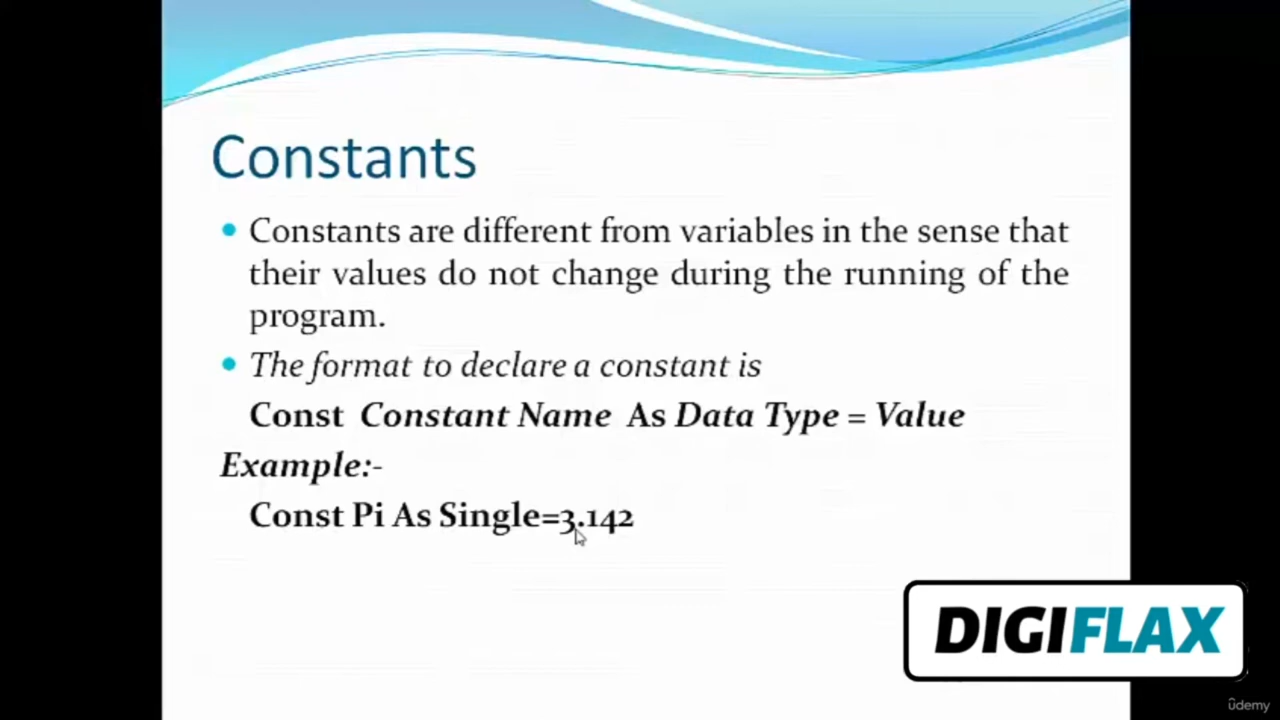 Constants
Constants are different from variables in the sense that
their values do not change during the running of the
program.
The format to declare a constant is
Const Constant Name As Data Type = Value
Example:-
Const Pi As Single=3.142
DIGIFLAX
ûdemy